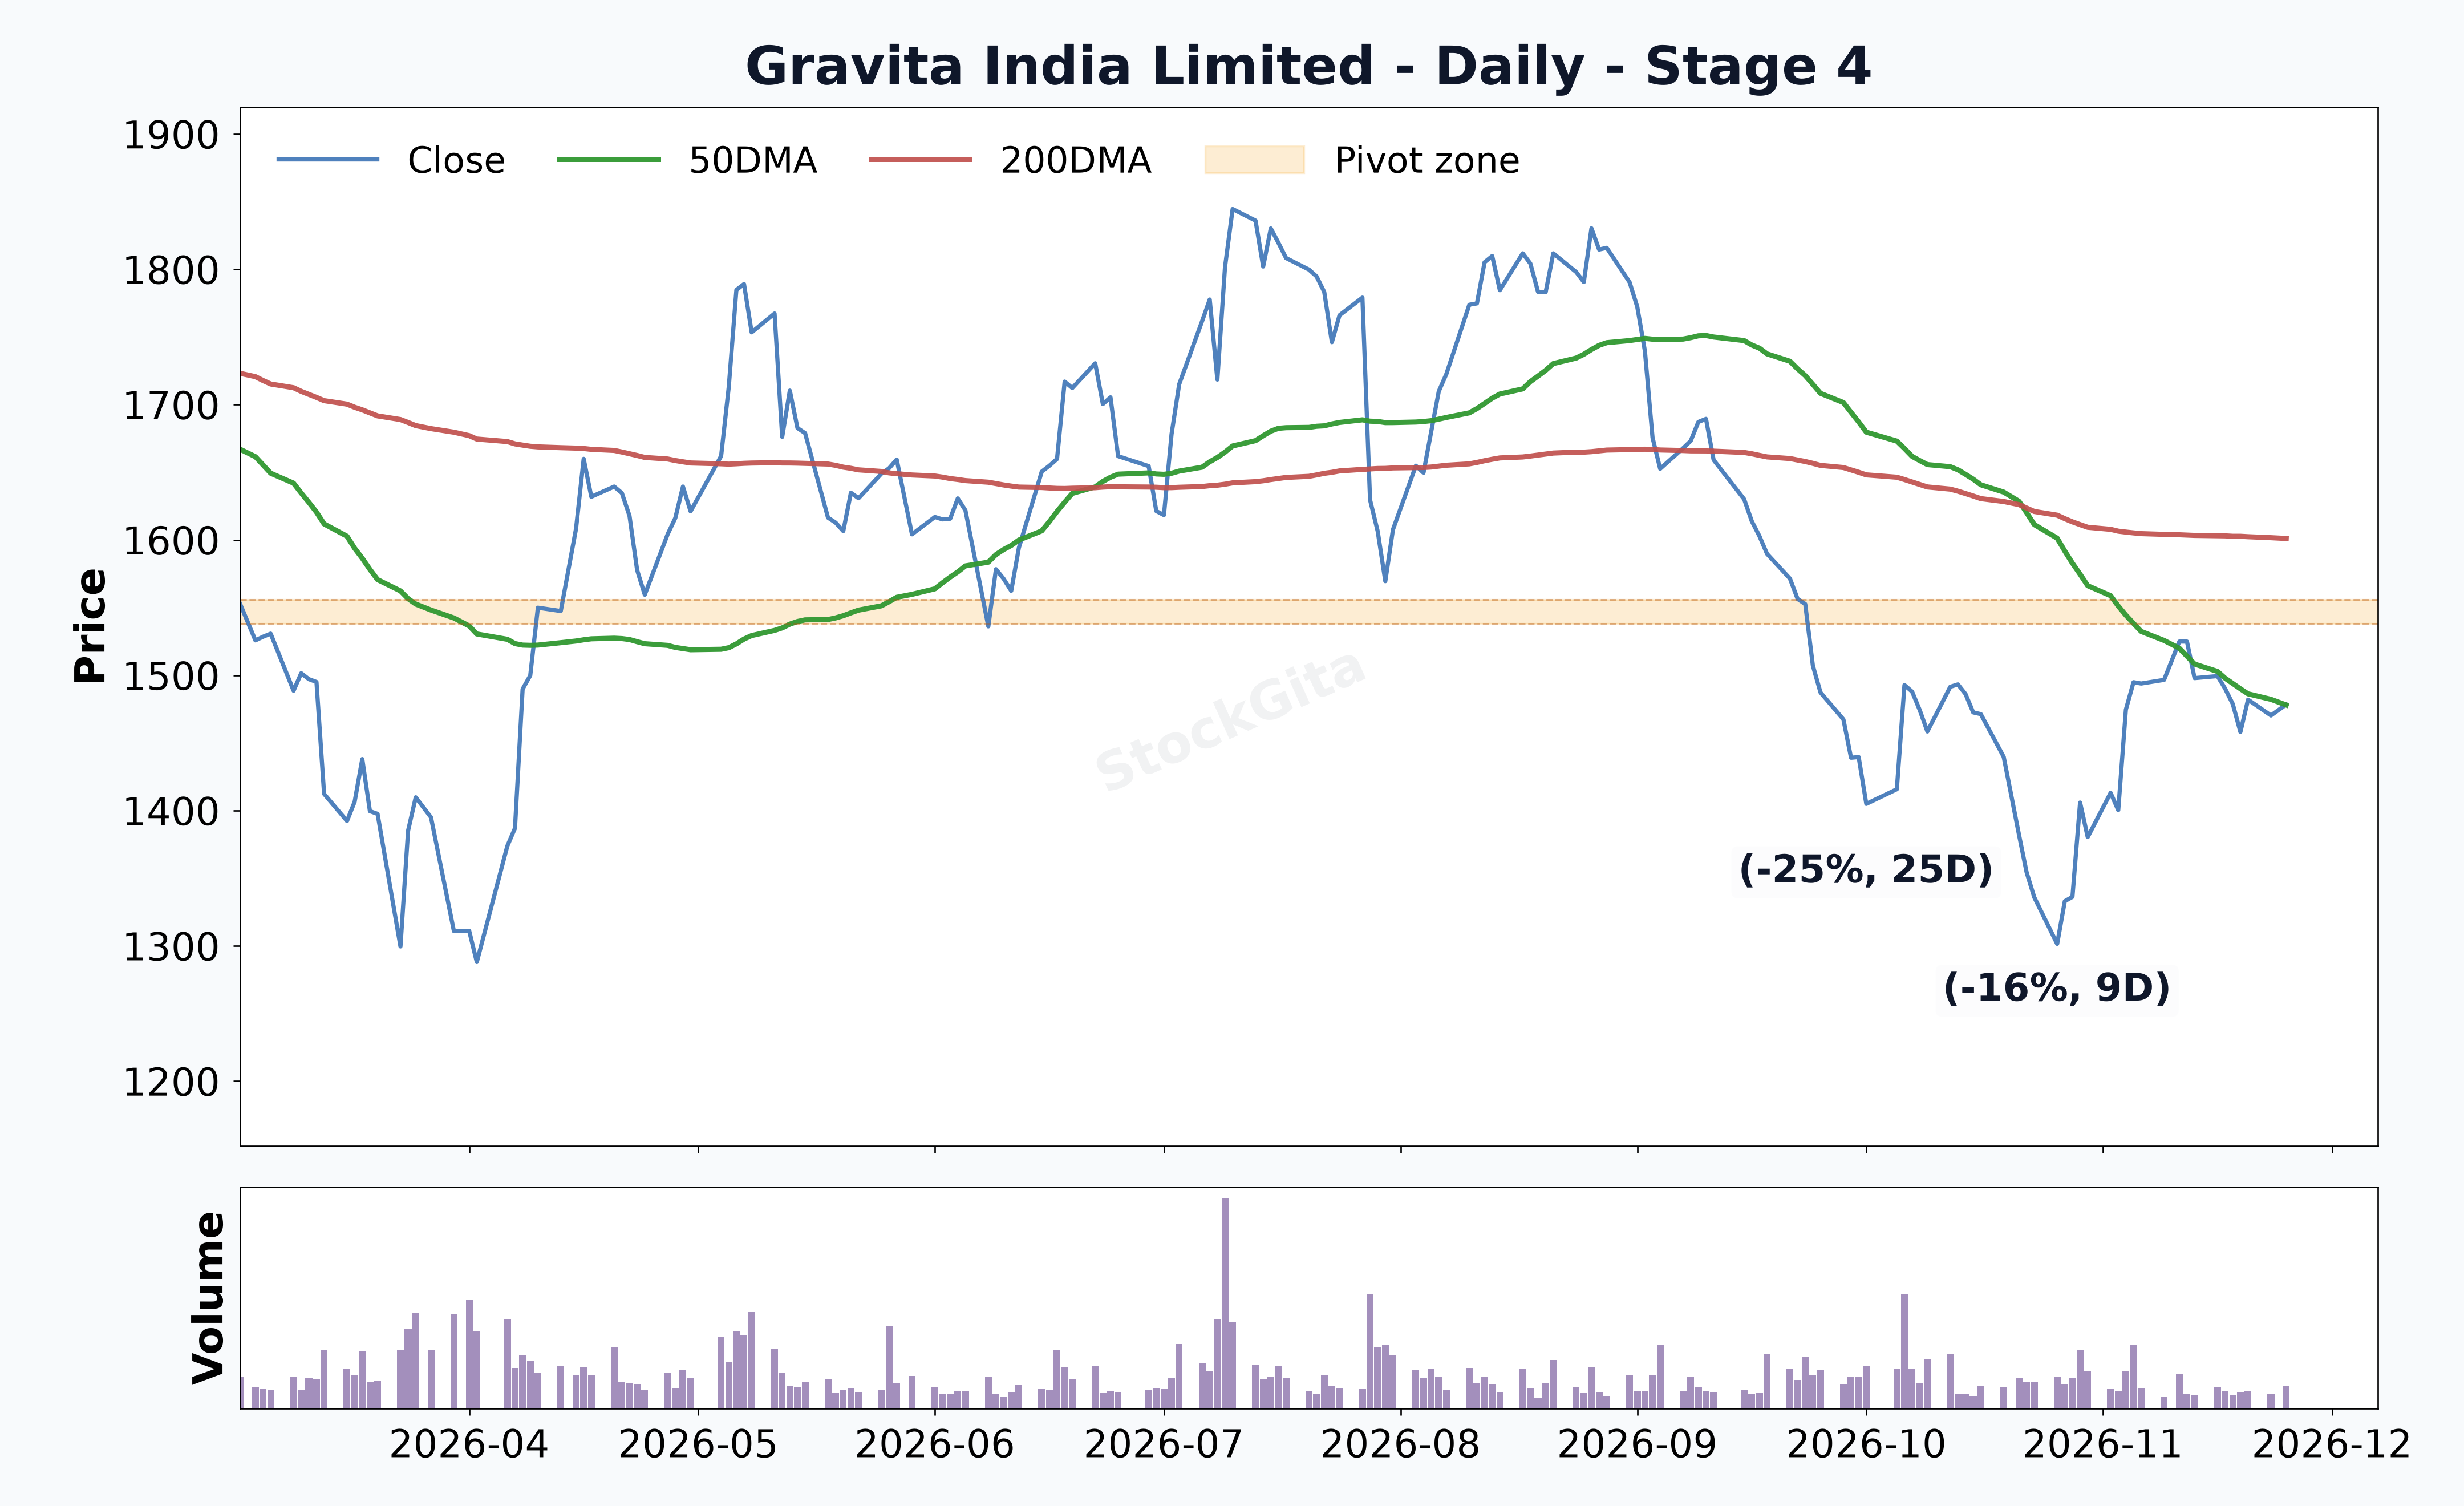 Gravita India Limited - Daily - Stage 4
Close 50DMA 200DMA Pivot zone
Price
1900
1800
1700
1600
1500
1400
1300
1200
StockGita
(-25%, 25D)
(-16%, 9D)
Volume
2026-04 2026-05 2026-06 2026-07 2026-08 2026-09 2026-10 2026-11 2026-12